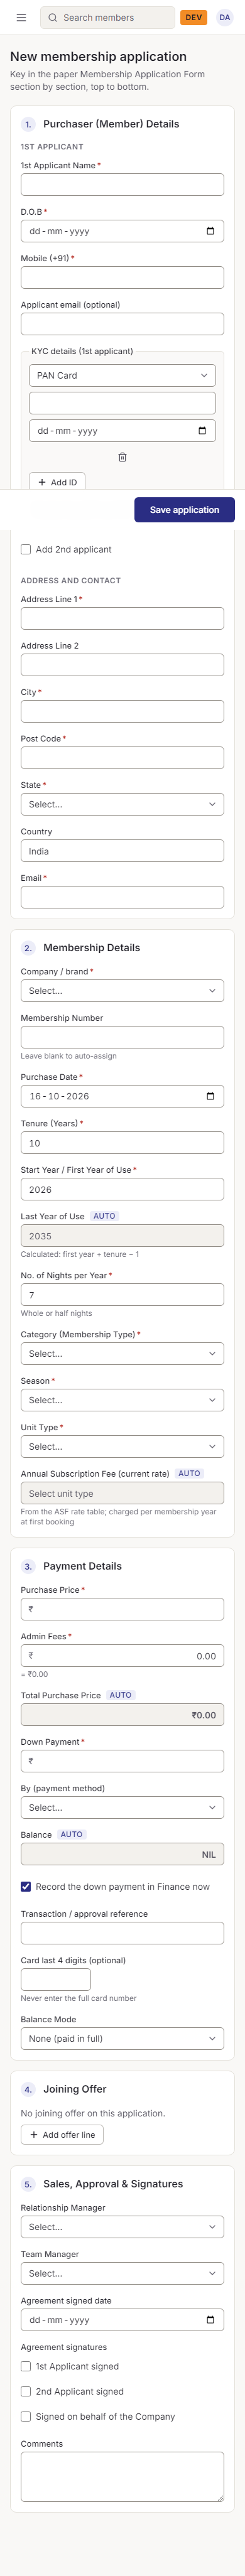 Search members
DEV
DA
New membership application
Key in the paper Membership Application Form
section by section, top to bottom.
1.
Purchaser (Member) Details
1ST APPLICANT
1st Applicant Name *
D.O.B *
dd-mm-yyyy
Mobile (+91) *
Applicant email (optional)
KYC details (1st applicant)
PAN Card
dd-mm-yyyy
Add ID
Save application
Add 2nd applicant
ADDRESS AND CONTACT
Address Line 1 *
Address Line 2
City *
Post Code *
State *
Select...
Country
India
Email *
2.
Membership Details
Company / brand *
Select...
Membership Number
Leave blank to auto-assign
Purchase Date *
16-10-2026
Tenure (Years) *
10
Start Year / First Year of Use *
2026
Last Year of Use AUTO
2035
Calculated: first year + tenure − 1
No. of Nights per Year *
7
Whole or half nights
Category (Membership Type) *
Select...
Season *
Select...
Unit Type *
Select...
Annual Subscription Fee (current rate) AUTO
Select unit type
From the ASF rate table; charged per membership year
at first booking
3.
Payment Details
Purchase Price *
₹
Admin Fees *
₹ 0.00
= ₹0.00
Total Purchase Price AUTO
₹0.00
Down Payment *
₹
By (payment method)
Select...
Balance AUTO
NIL
Record the down payment in Finance now
Transaction / approval reference
Card last 4 digits (optional)
Never enter the full card number
Balance Mode
None (paid in full)
4.
Joining Offer
No joining offer on this application.
Add offer line
5.
Sales, Approval & Signatures
Relationship Manager
Select...
Team Manager
Select...
Agreement signed date
dd-mm-yyyy
Agreement signatures
1st Applicant signed
2nd Applicant signed
Signed on behalf of the Company
Comments